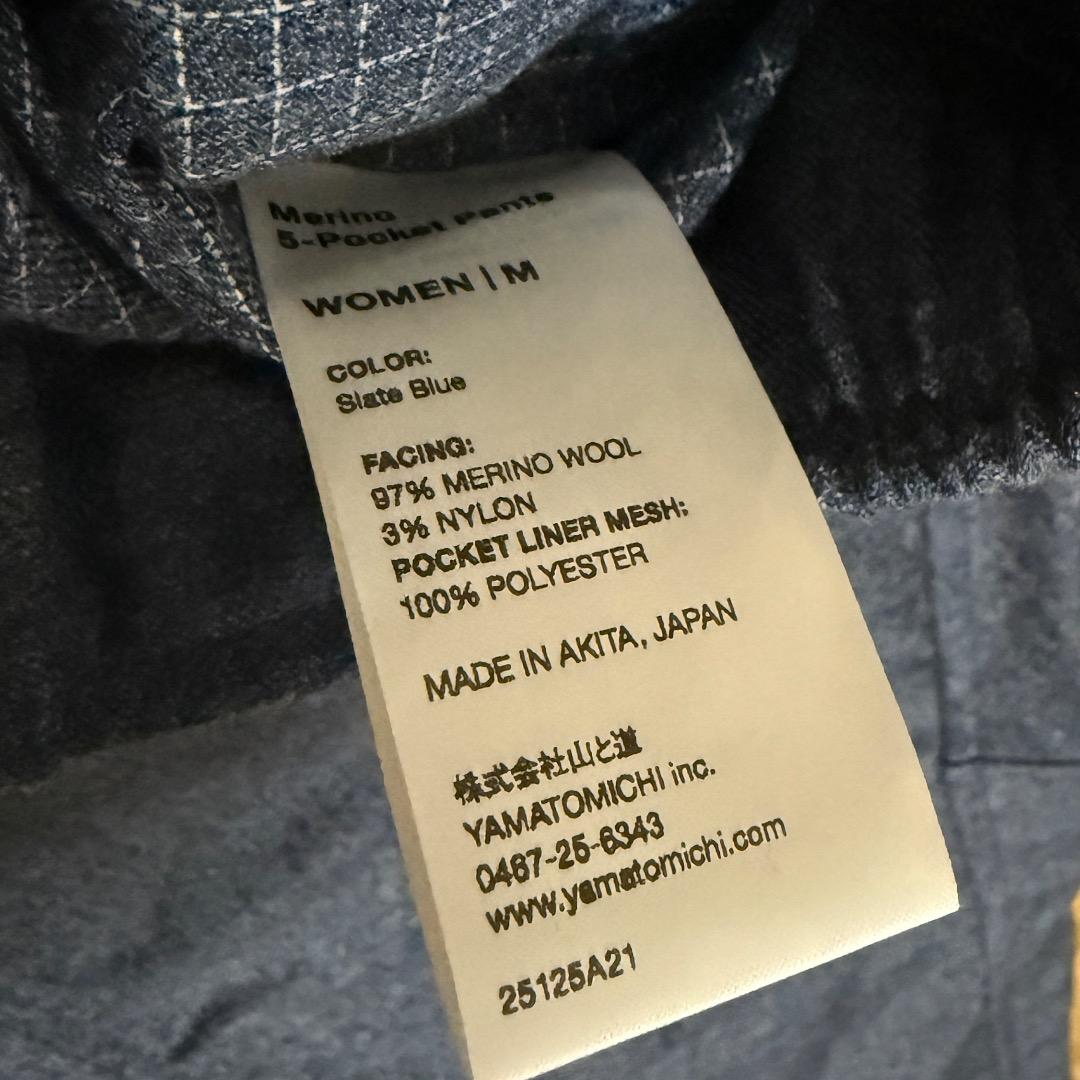 Merino
5-Pocket Pants
WOMEN | M
COLOR:
Slate Blue
FACING:
97% MERINO WOOL
3% NYLON
POCKET LINER MESH:
100% POLYESTER
MADE IN AKITA, JAPAN
株式会社山と道
YAMATOMICHI inc.
0467-25-6343
www.yamatomichi.com
25125A21